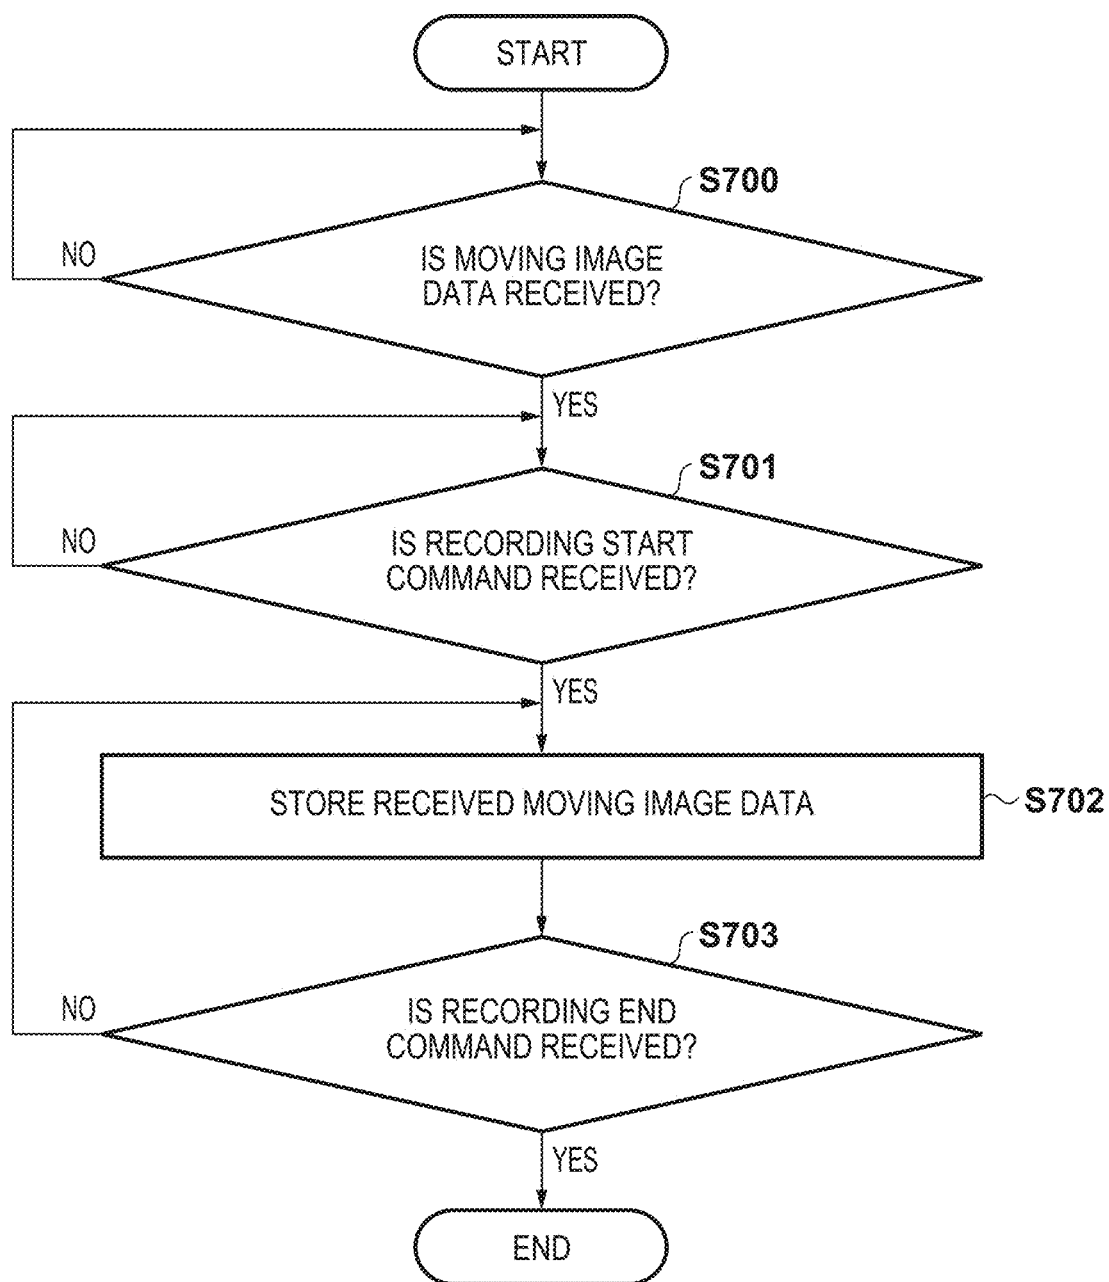 START
S700
IS MOVING IMAGE
DATA RECEIVED?
NO
YES
S701
IS RECORDING START
COMMAND RECEIVED?
NO
YES
STORE RECEIVED MOVING IMAGE DATA
S702
S703
IS RECORDING END
COMMAND RECEIVED?
NO
YES
END